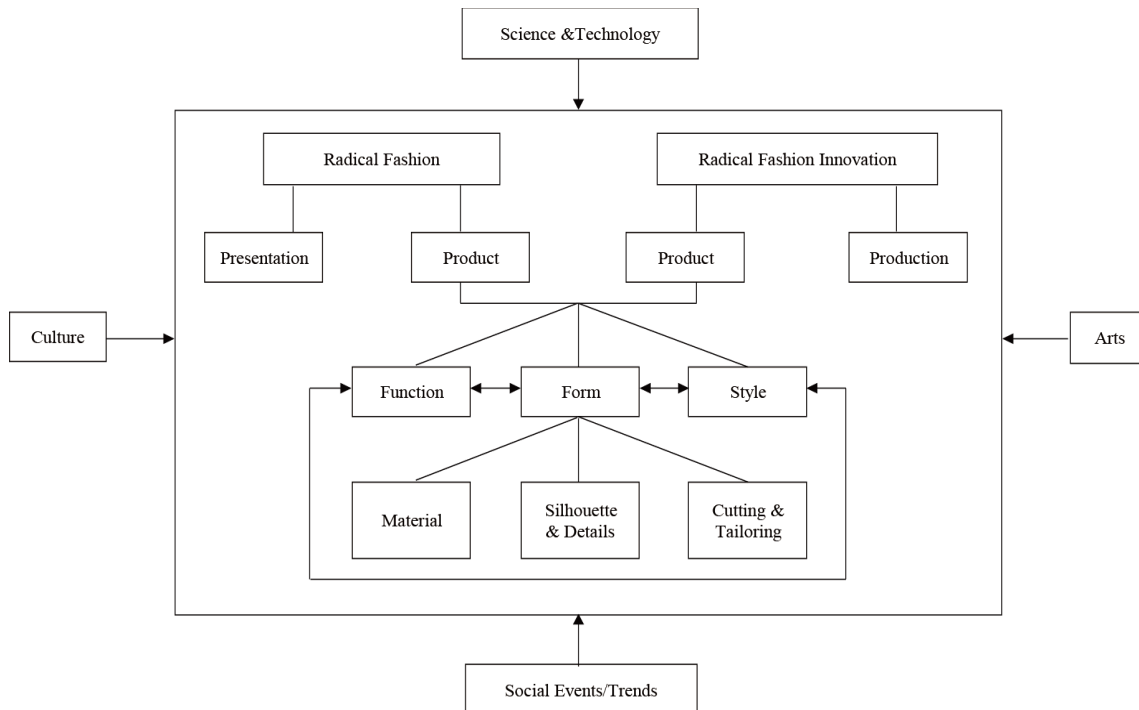 Science &Technology
Radical Fashion
Radical Fashion Innovation
Presentation
Product
Product
Production
Culture
Arts
Function
Form
Style
Material
Silhouette
& Details
Cutting &
Tailoring
Social Events/Trends